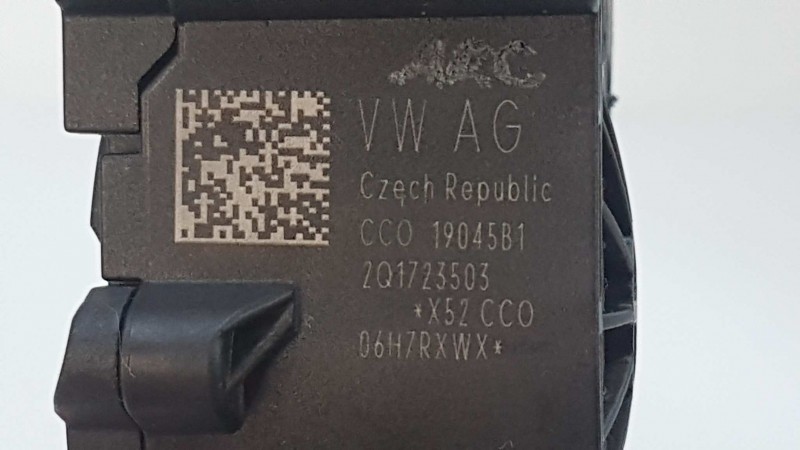 VW AG
Czech Republic
CCO 19045B1
2Q1723503
*X52 CCO
06H7RXWX*